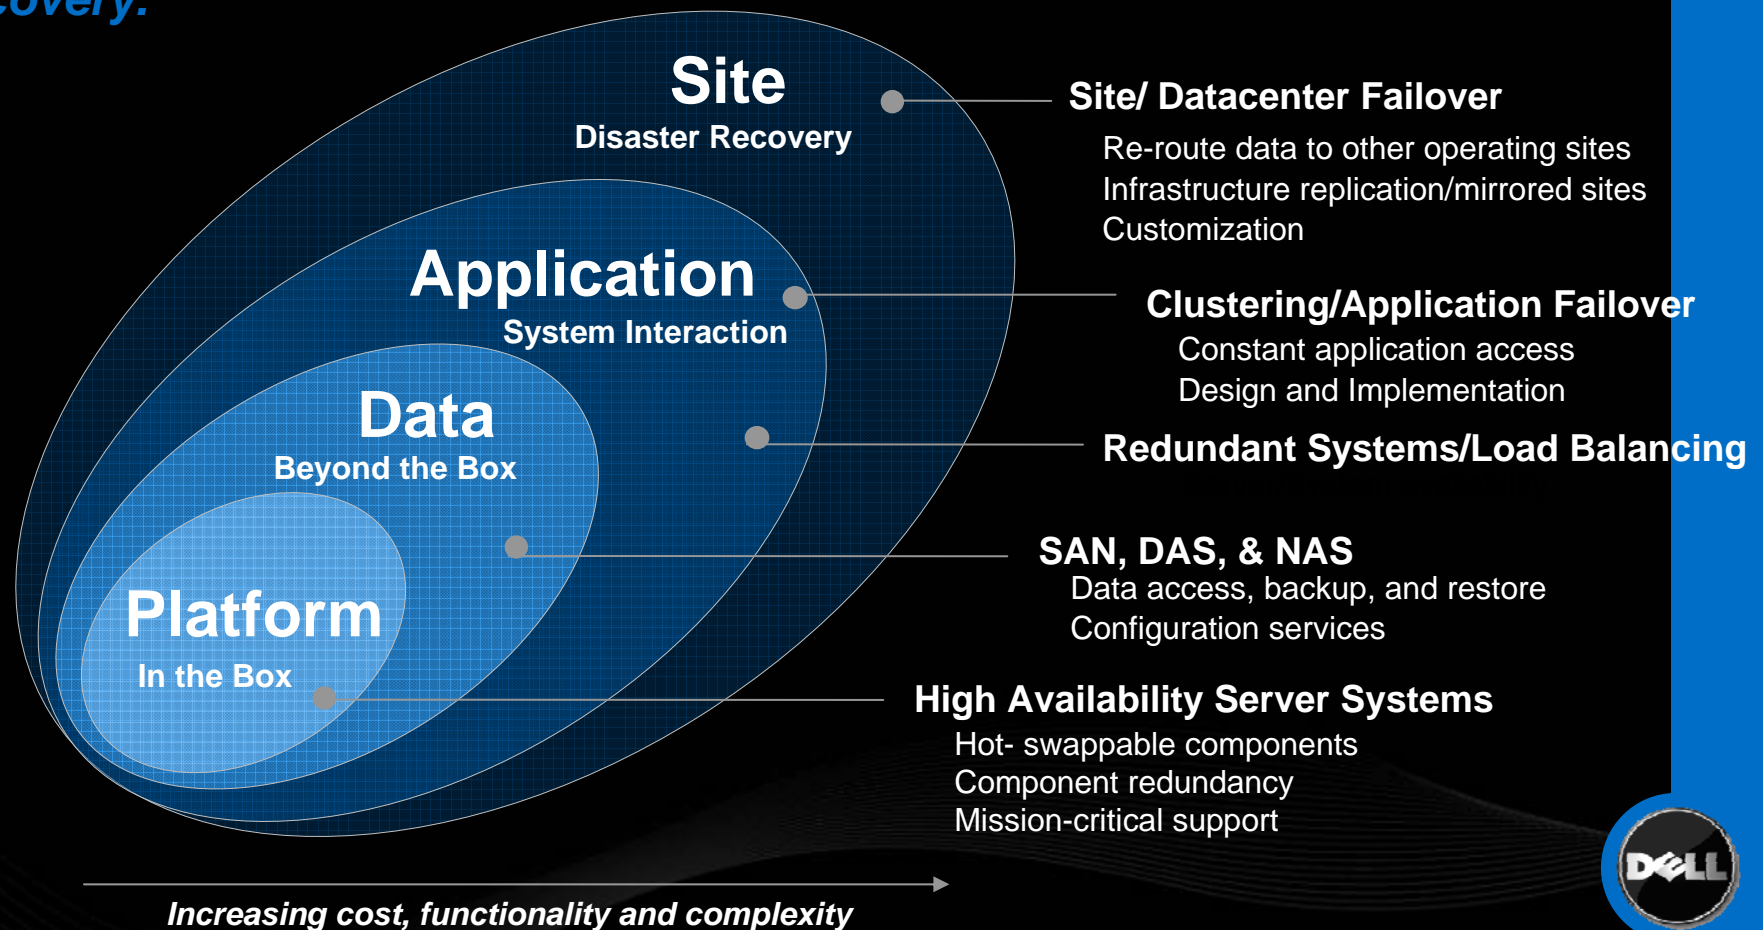 covery.
Site
Disaster Recovery
Site/ Datacenter Failover
Re-route data to other operating sites
Infrastructure replication/mirrored sites
Customization
Application
System Interaction
Clustering/Application Failover
Constant application access
Design and Implementation
Redundant Systems/Load Balancing
Data
Beyond the Box
SAN, DAS, & NAS
Data access, backup, and restore
Configuration services
Platform
In the Box
High Availability Server Systems
Hot- swappable components
Component redundancy
Mission-critical support
Increasing cost, functionality and complexity
DELL